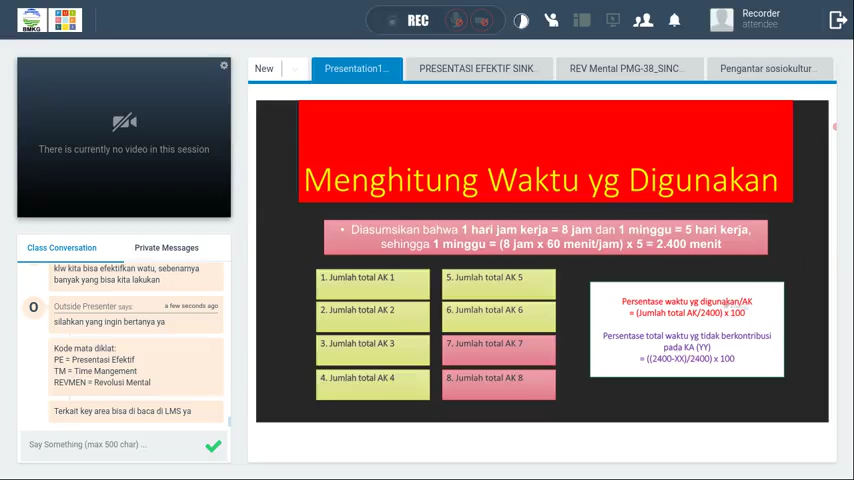 BMKG
REC
Recorder
attendee
There is currently no video in this session
New
Presentation1...
PRESENTASI EFEKTIF SINK...
REV Mental PMG-38_SINC...
Pengantar sosiokultur...
Class Conversation
Private Messages
klw kita bisa efektifkan watu, sebenarnya
banyak yang bisa kita lakukan
O
Outside Presenter says:
a few seconds ago
silahkan yang ingin bertanya ya
Kode mata diklat:
PE = Presentasi Efektif
TM = Time Mangement
REVMEN = Revolusi Mental
Terkait key area bisa di baca di LMS ya
Say Something (max 500 char) ...
Menghitung Waktu yg Digunakan
• Diasumsikan bahwa 1 hari jam kerja = 8 jam dan 1 minggu = 5 hari kerja,
sehingga 1 minggu = (8 jam x 60 menit/jam) x 5 = 2.400 menit
1. Jumlah total AK 1
2. Jumlah total AK 2
3. Jumlah total AK 3
4. Jumlah total AK 4
5. Jumlah total AK 5
6. Jumlah total AK 6
7. Jumlah total AK 7
8. Jumlah total AK 8
Persentase waktu yg digunakan/AK
= (Jumlah total AK/2400) x 100
Persentase total waktu yg tidak berkontribusi
pada KA (YY)
= ((2400-XX)/2400) x 100